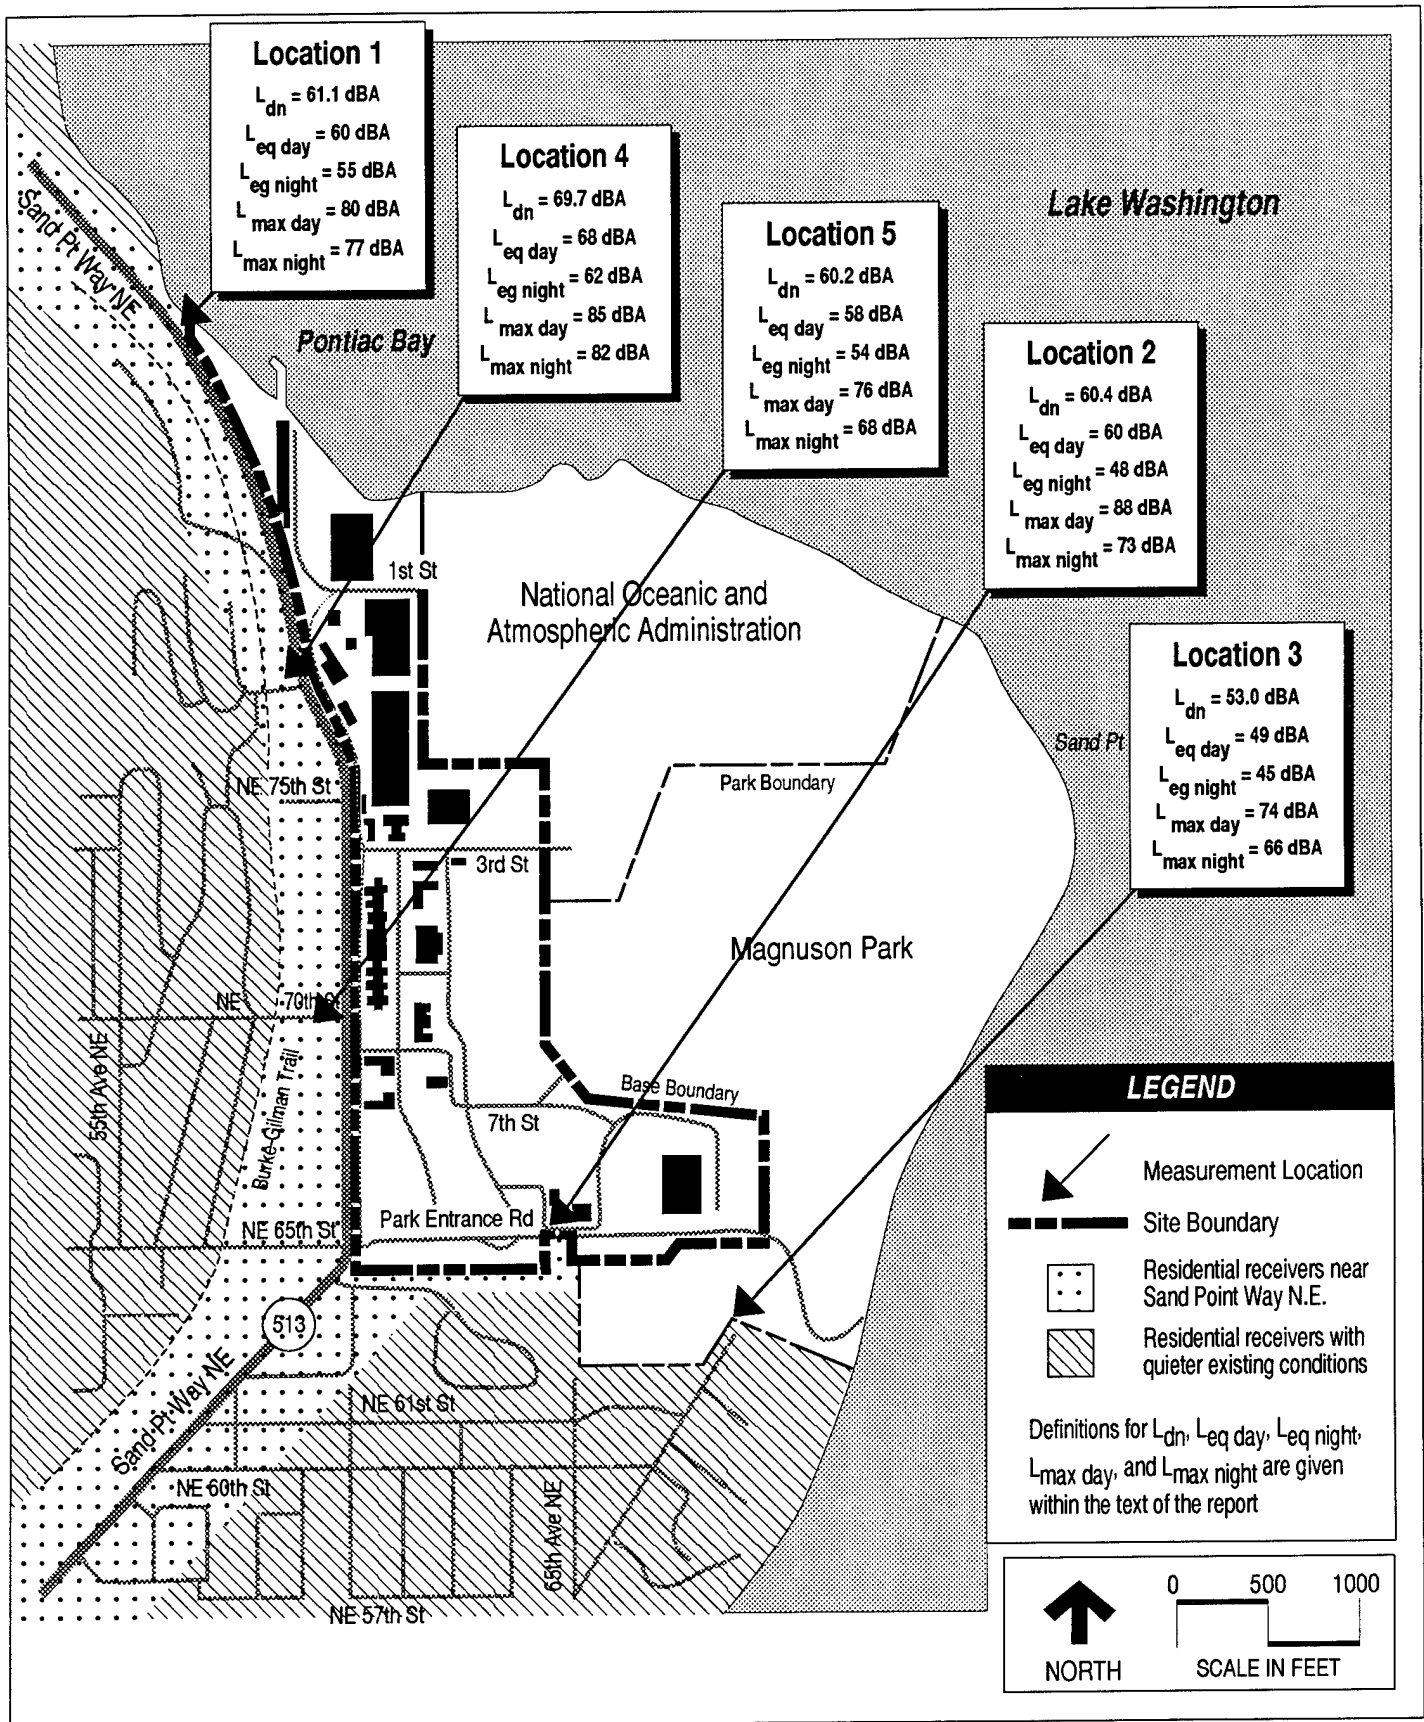 Location 1
Ldn = 61.1 dBA
Leq day = 60 dBA
Leg night = 55 dBA
L max day = 80 dBA
Lmax night = 77 dBA
Location 4
Ldn = 69.7 dBA
Leq day = 68 dBA
Leg night = 62 dBA
L max day = 85 dBA
Lmax night = 82 dBA
Location 5
Ldn = 60.2 dBA
Leq day = 58 dBA
Leg night = 54 dBA
L max day = 76 dBA
Lmax night = 68 dBA
Location 2
Ldn = 60.4 dBA
Leq day = 60 dBA
Leg night = 48 dBA
L max day = 88 dBA
Lmax night = 73 dBA
Location 3
Ldn = 53.0 dBA
Leq day = 49 dBA
Leg night = 45 dBA
L max day = 74 dBA
Lmax night = 66 dBA
Lake Washington
Sand Pt Way NE
Pontiac Bay
1st St
National Oceanic and
Atmospheric Administration
Sand Pt
Park Boundary
NE 75th St
3rd St
Magnuson Park
NE 70th St
55th Ave NE
Burke-Gilman Trail
Base Boundary
7th St
Park Entrance Rd
NE 65th St
513
Sand Pt Way NE
NE 61st St
NE 60th St
65th Ave NE
NE 57th St
LEGEND
Measurement Location
Site Boundary
Residential receivers near
Sand Point Way N.E.
Residential receivers with
quieter existing conditions
Definitions for Ldn, Leq day, Leq night,
Lmax day, and Lmax night are given
within the text of the report
NORTH
0 500 1000
SCALE IN FEET